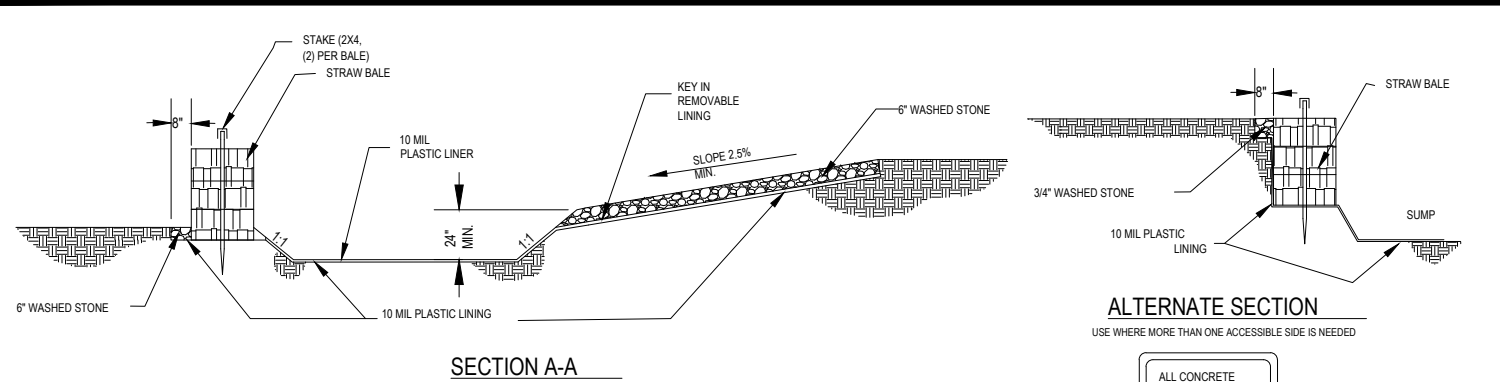 STAKE (2X4,
(2) PER BALE)
STRAW BALE
8"
10 MIL
PLASTIC LINER
KEY IN
REMOVABLE
LINING
6" WASHED STONE
SLOPE 2.5%
MIN.
24"
MIN.
1:1
1:1
6" WASHED STONE
10 MIL PLASTIC LINING
SECTION A-A
8"
STRAW BALE
3/4" WASHED STONE
10 MIL PLASTIC
LINING
SUMP
ALTERNATE SECTION
USE WHERE MORE THAN ONE ACCESSIBLE SIDE IS NEEDED
ALL CONCRETE